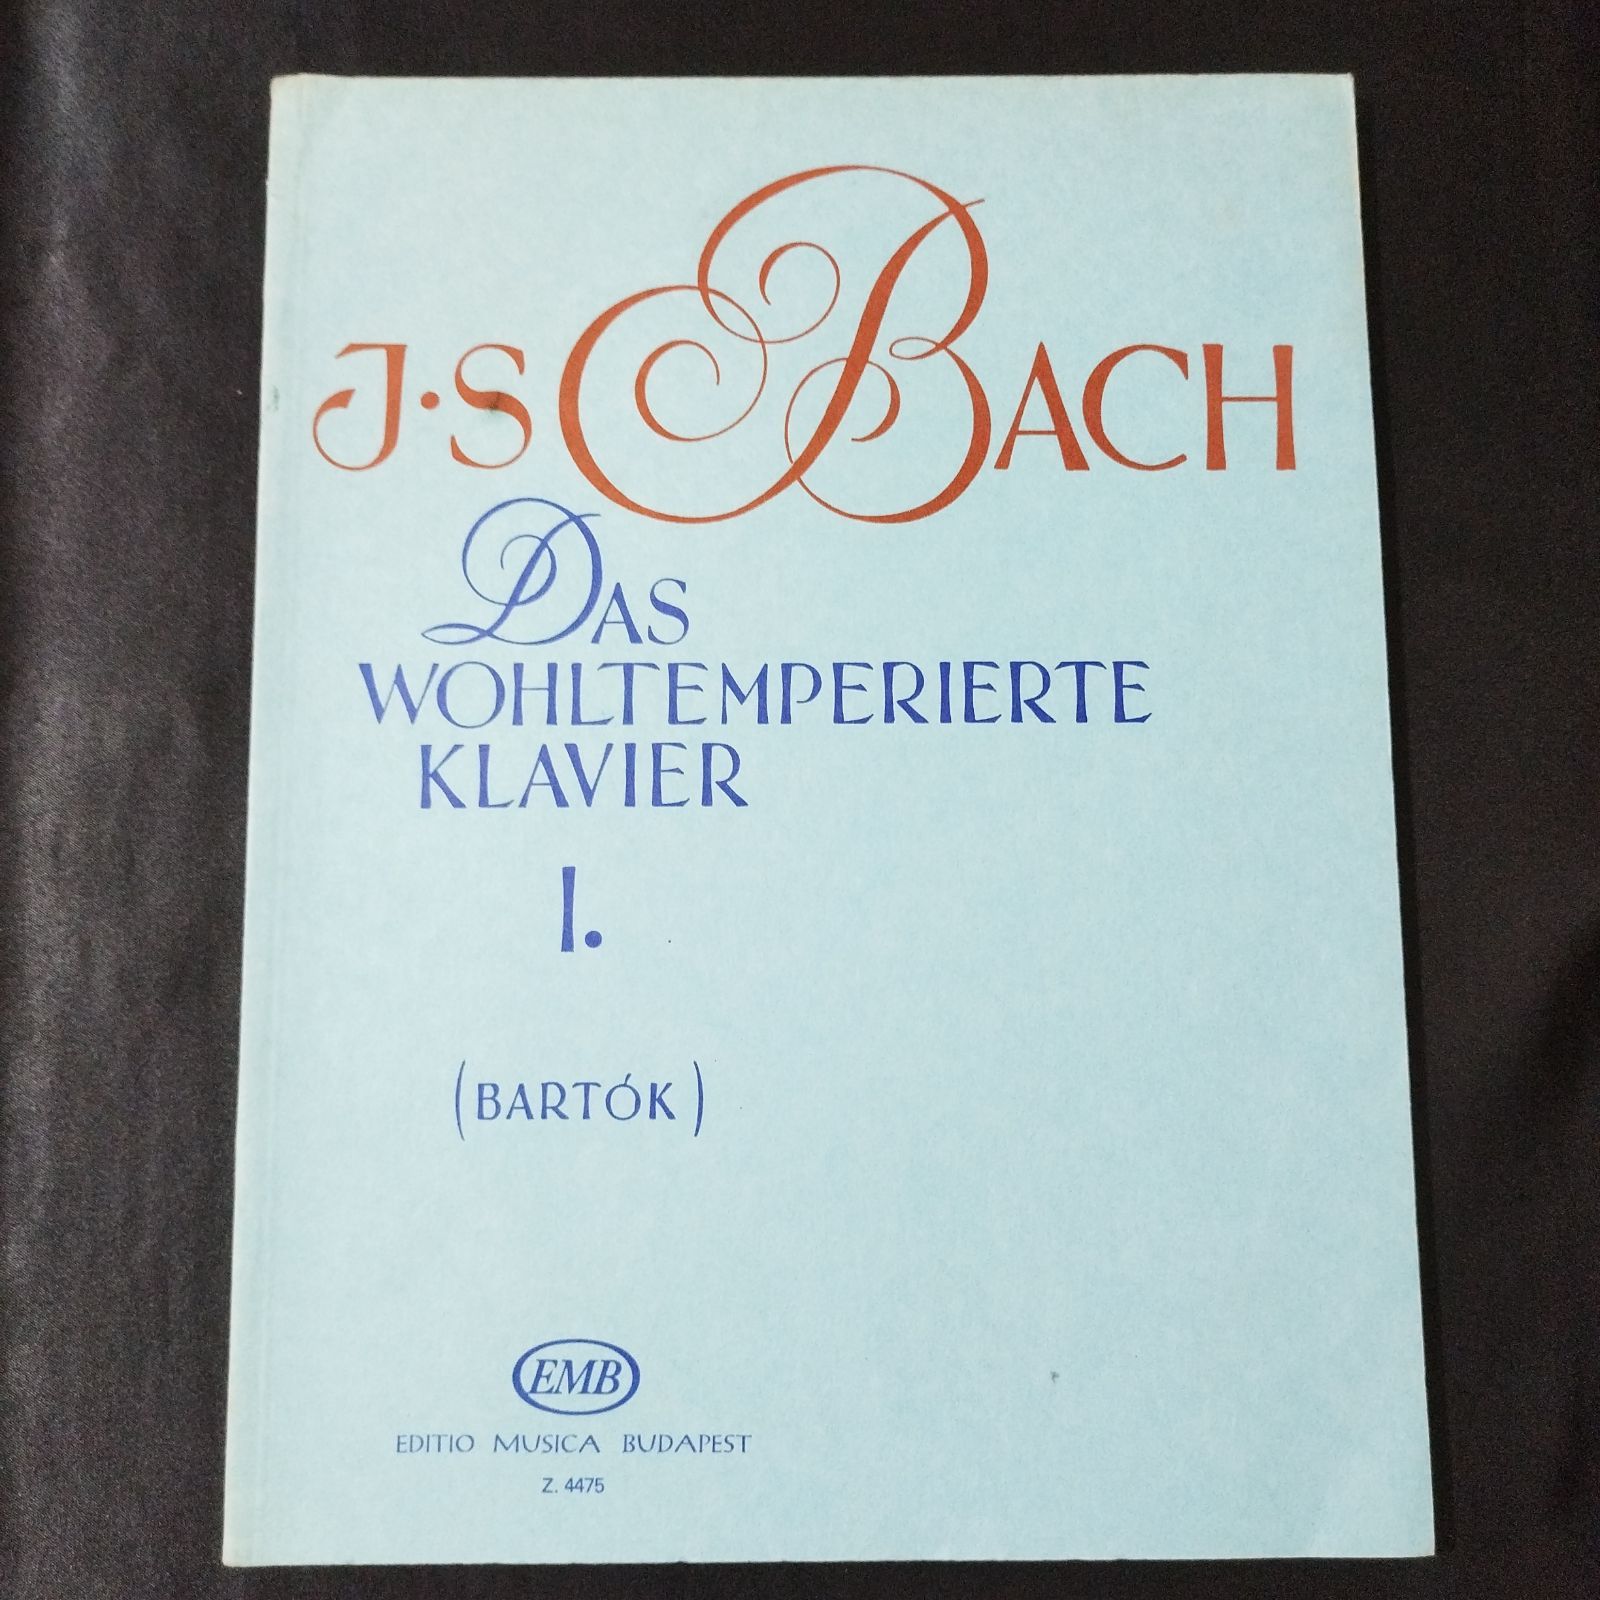 J·S BACH
DAS
WOHLTEMPERIERTE
KLAVIER
I.
(BARTÓK)
EMB
EDITIO MUSICA BUDAPEST
Z. 4475